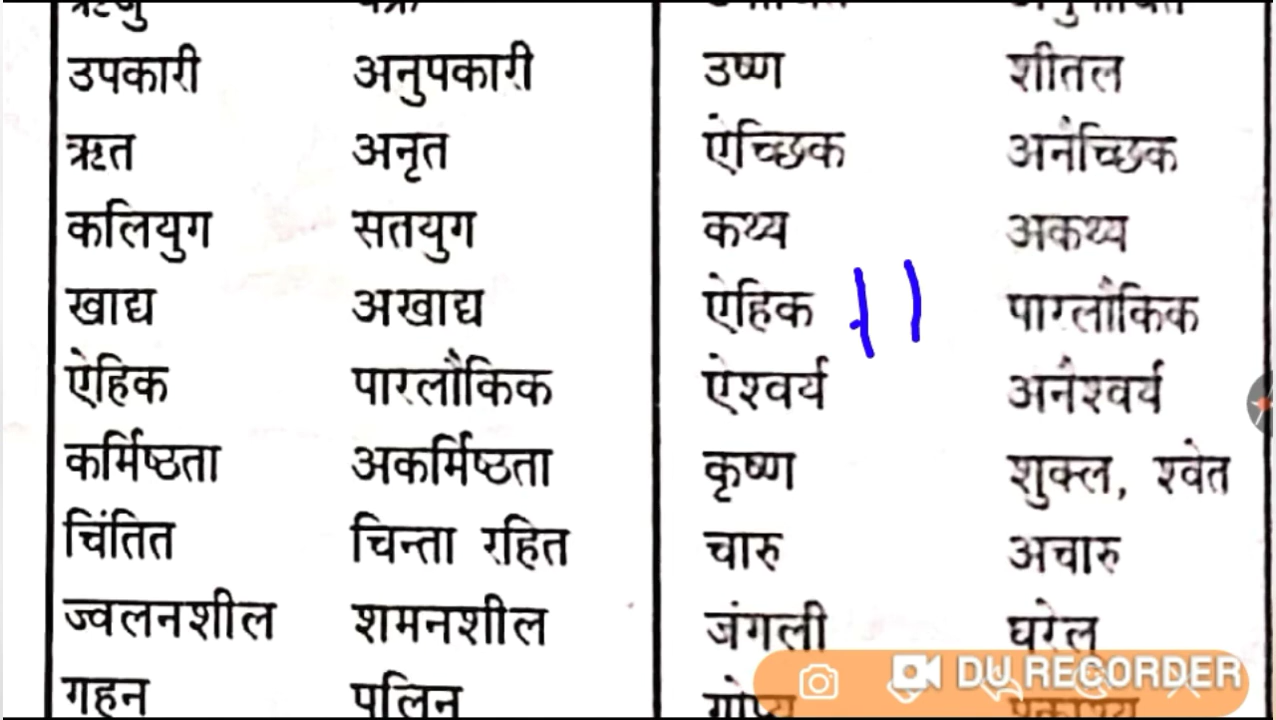 उपकारी अनुपकारी उष्ण शीतल
ऋत अनृत ऐच्छिक अनैच्छिक
कलियुग सतयुग कथ्य अकथ्य
खाद्य अखाद्य ऐहिक पारलौकिक
ऐहिक पारलौकिक ऐश्वर्य अनैश्वर्य
कर्मिष्ठता अकर्मिष्ठता कृष्ण शुक्ल, श्वेत
चिंतित चिन्ता रहित चारु अचारु
ज्वलनशील शमनशील जंगली घरेलु
गहन
DU RECORDER